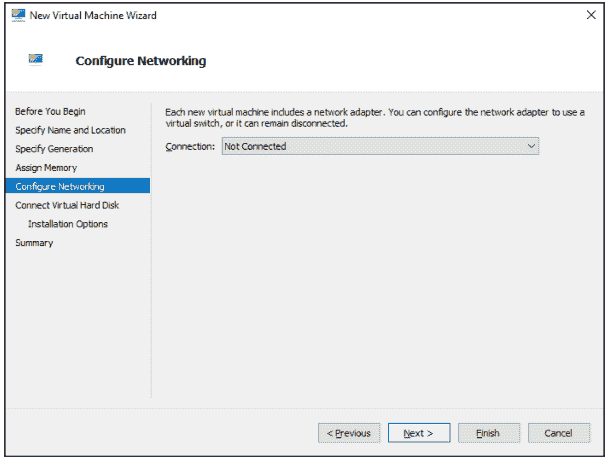 New Virtual Machine Wizard
Configure Networking
Before You Begin
Specify Name and Location
Specify Generation
Assign Memory
Configure Networking
Connect Virtual Hard Disk
Installation Options
Summary
Each new virtual machine includes a network adapter. You can configure the network adapter to use a
virtual switch, or it can remain disconnected.
Connection: Not Connected
< Previous Next > Finish Cancel